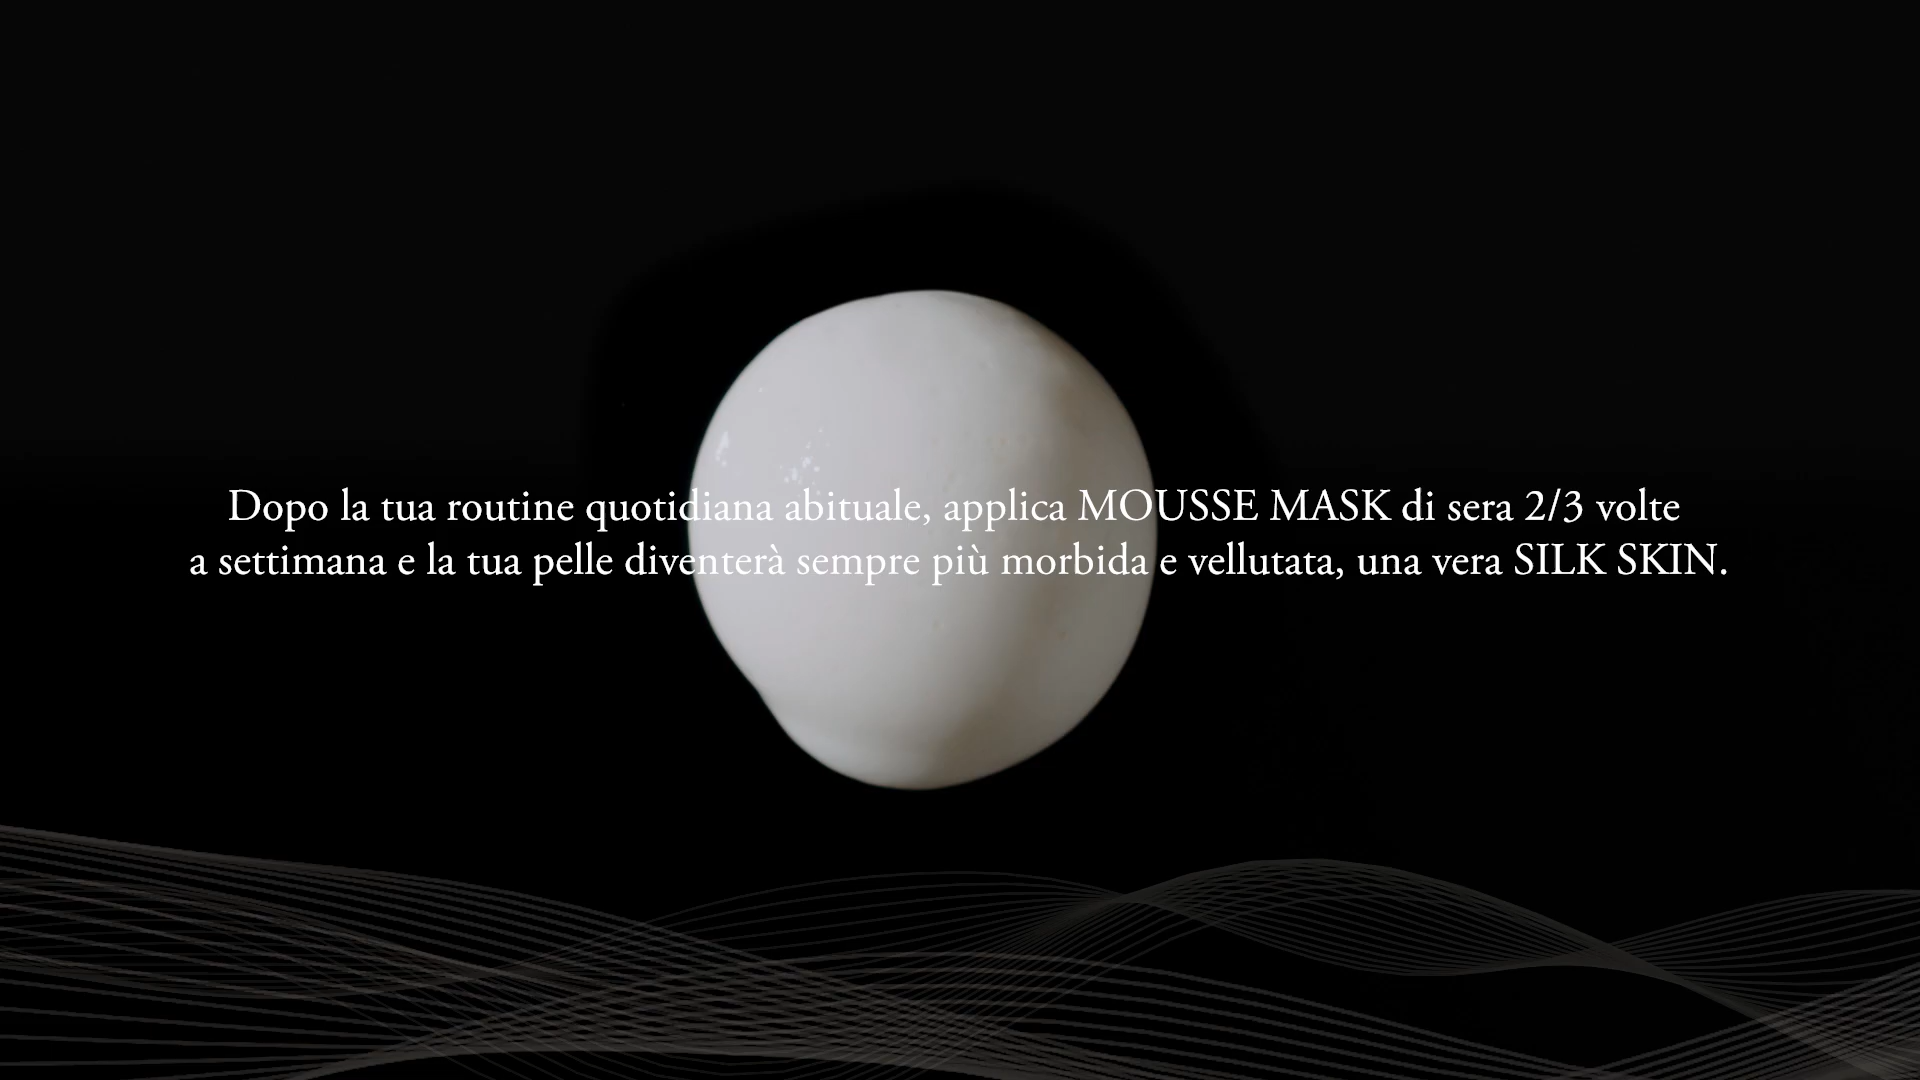 Dopo la tua routine quotidiana abituale, applica MOUSSE MASK di sera 2/3 volte
a settimana e la tua pelle diventerà sempre più morbida e vellutata, una vera SILK SKIN.